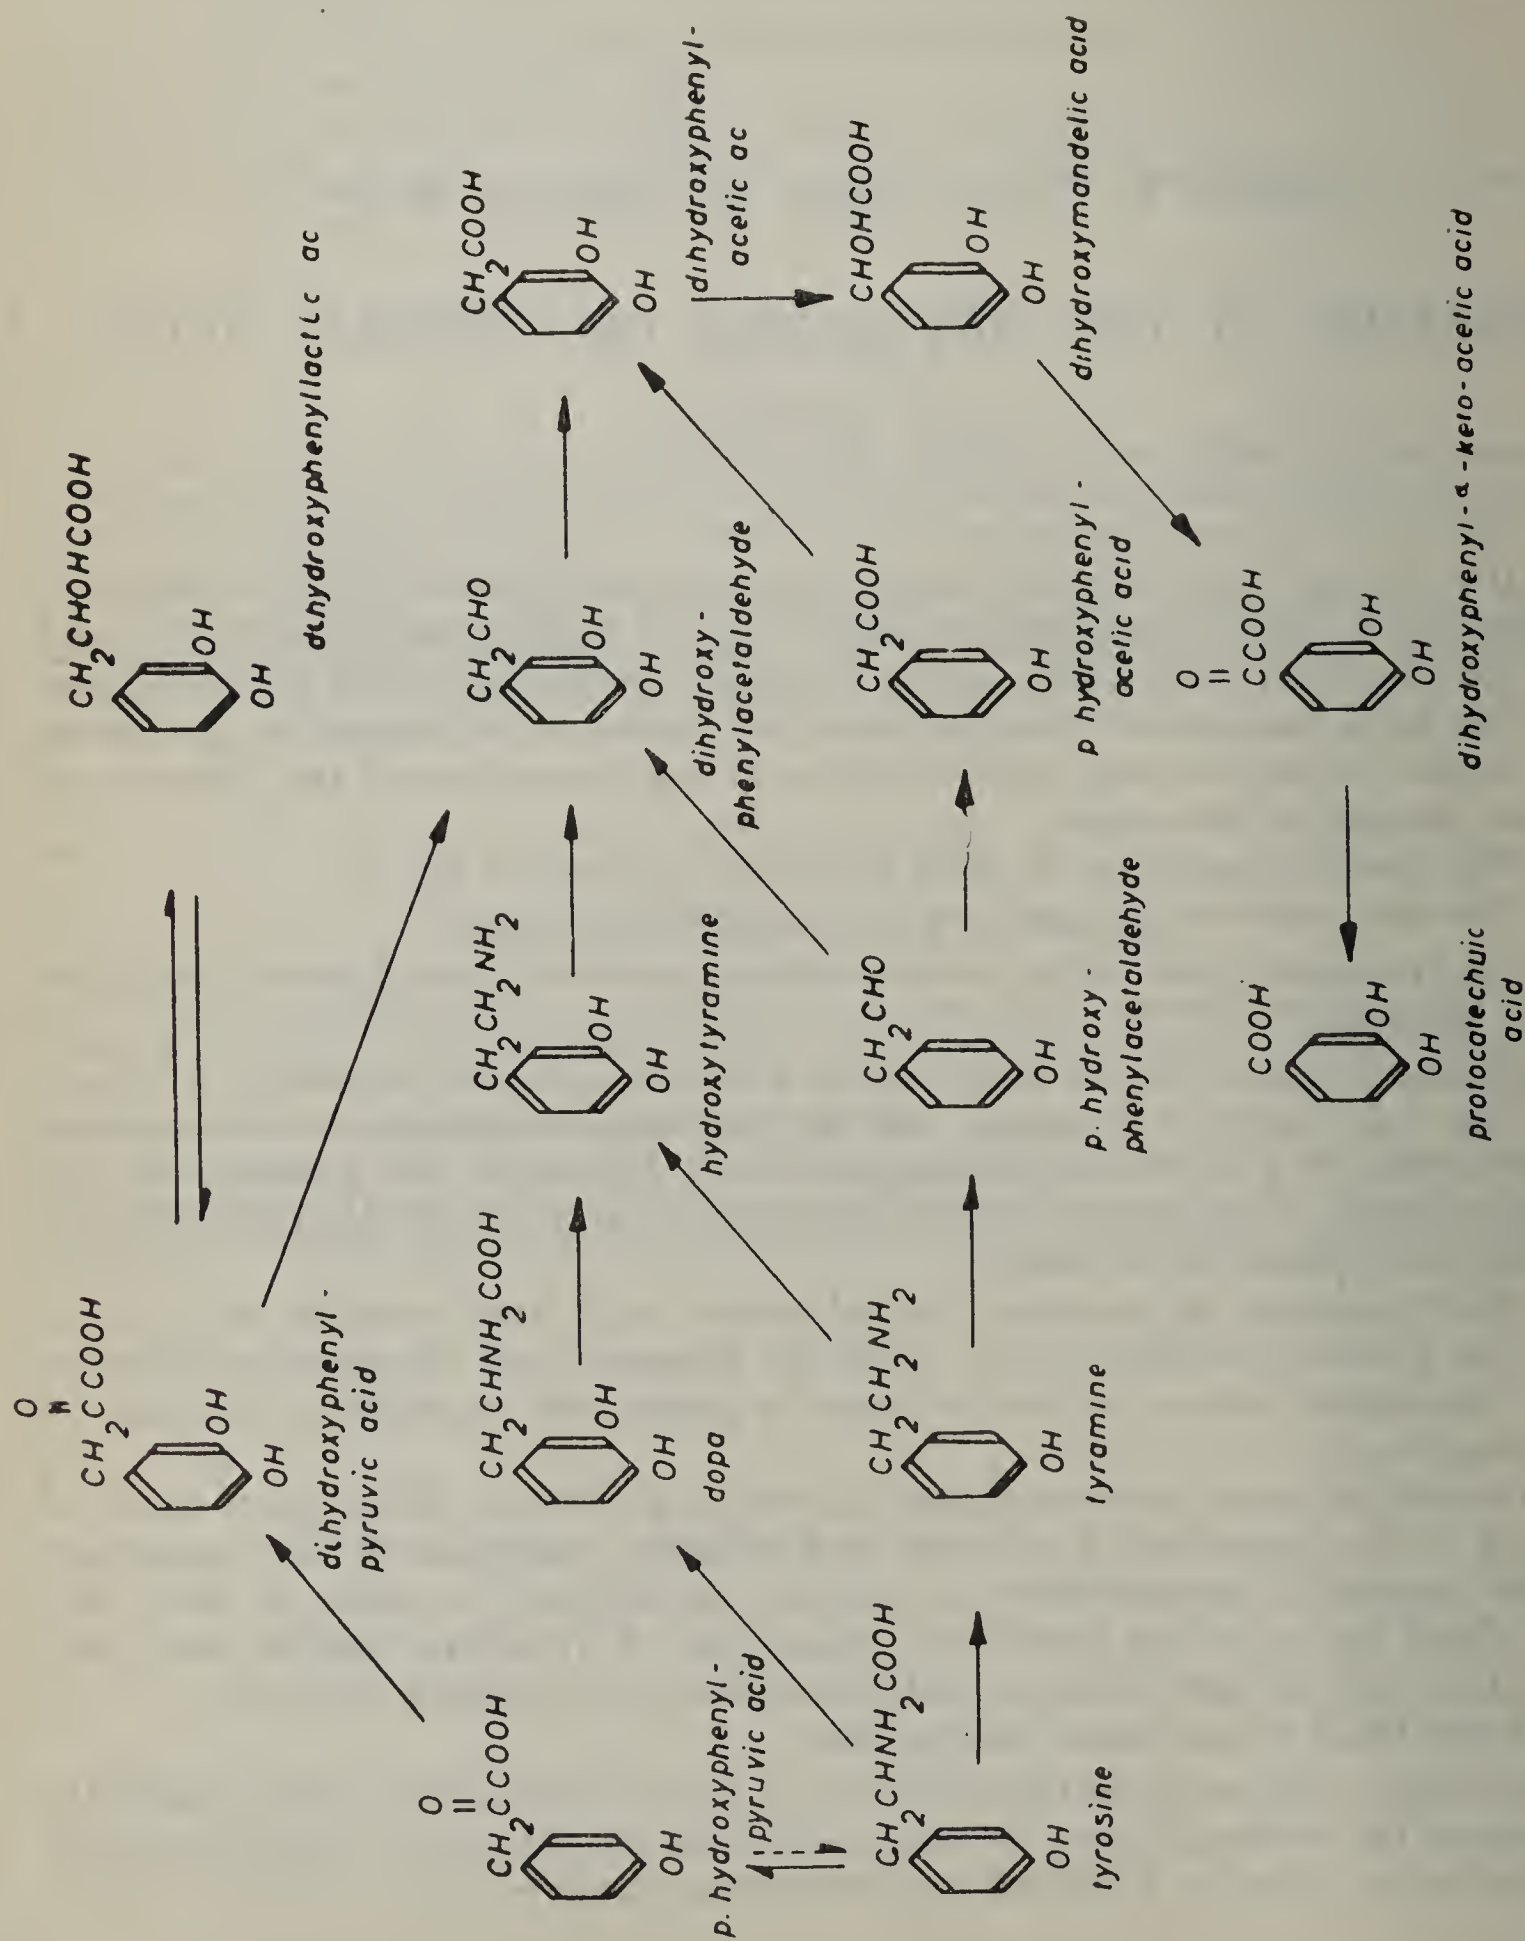 O
CH2CCOOH
OH
OH
dihydroxyphenyl-
pyruvic acid
CH2CHOHCOOH
OH
OH
dihydroxyphenyllactic ac
O
CH2CCOOH
OH
p. hydroxyphenyl-
pyruvic acid
CH2CHNH2COOH
OH
OH
dopa
CH2CH2NH2
OH
OH
hydroxytyramine
CH2CHO
OH
OH
dihydroxy-
phenylacetaldehyde
CH2COOH
OH
OH
dihydroxyphenyl-
acetic ac
CH2CHNH2COOH
OH
tyrosine
CH2CH2NH2
OH
tyramine
CH2CHO
OH
p. hydroxy-
phenylacetaldehyde
CH2COOH
OH
p hydroxyphenyl-
acetic acid
CHOHCOOH
OH
OH
dihydroxymandelic acid
COOH
OH
OH
protocatechuic
acid
O
CCOOH
OH
OH
dihydroxyphenyl-α-keto-acetic acid